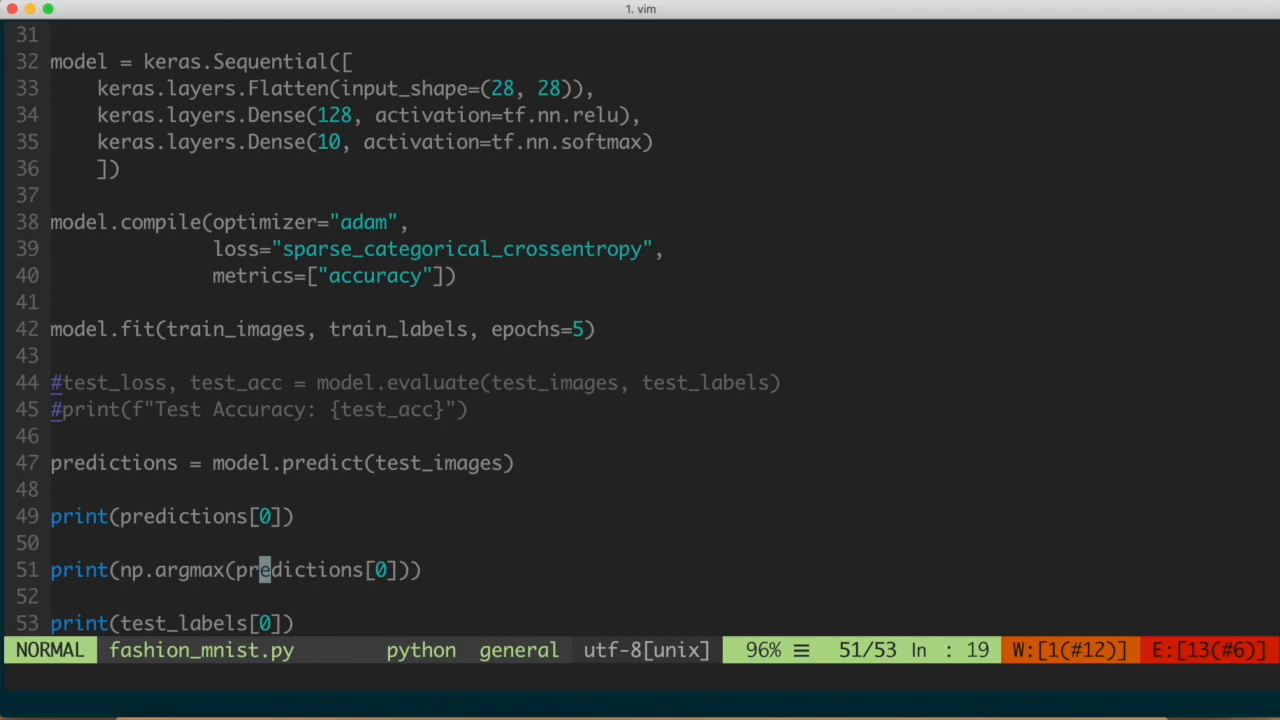 1. vim
31
32 model = keras.Sequential([
33     keras.layers.Flatten(input_shape=(28, 28)),
34     keras.layers.Dense(128, activation=tf.nn.relu),
35     keras.layers.Dense(10, activation=tf.nn.softmax)
36     ])
37
38 model.compile(optimizer="adam",
39               loss="sparse_categorical_crossentropy",
40               metrics=["accuracy"])
41
42 model.fit(train_images, train_labels, epochs=5)
43
44 #test_loss, test_acc = model.evaluate(test_images, test_labels)
45 #print(f"Test Accuracy: {test_acc}")
46
47 predictions = model.predict(test_images)
48
49 print(predictions[0])
50
51 print(np.argmax(predictions[0]))
52
53 print(test_labels[0])
NORMAL fashion_mnist.py python general utf-8[unix] 96% ☰ 51/53 ln : 19 W:[1(#12)] E:[13(#6)]